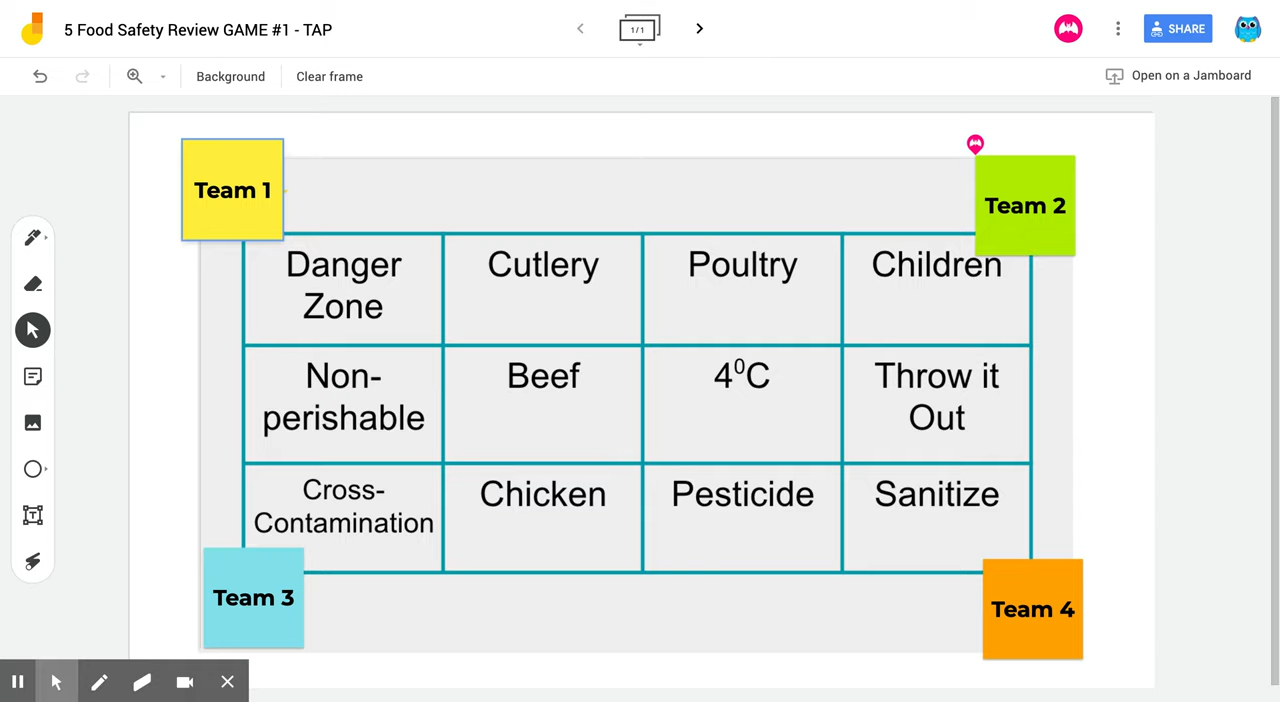 5 Food Safety Review GAME #1 - TAP
1/1
SHARE
Background
Clear frame
Open on a Jamboard
Team 1
Team 2
Danger
Zone
Cutlery
Poultry
Children
Non-
perishable
Beef
4⁰C
Throw it
Out
Cross-
Contamination
Chicken
Pesticide
Sanitize
Team 3
Team 4